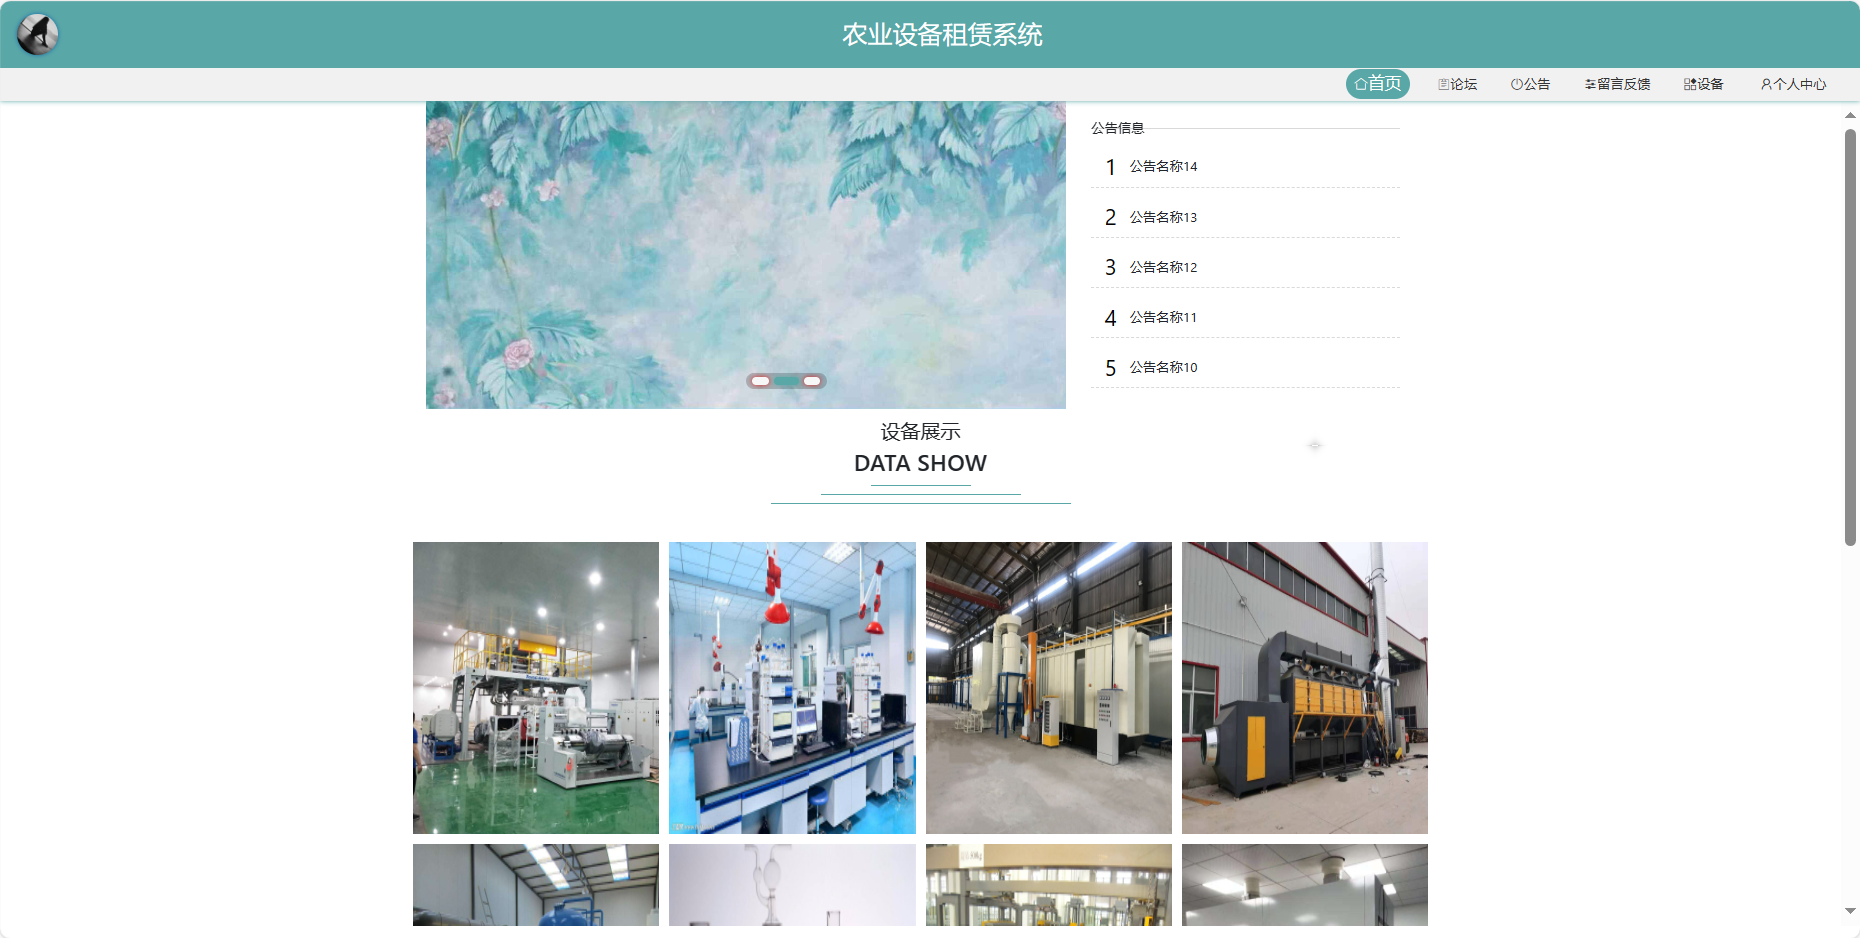 农业设备租赁系统
首页
论坛
公告
留言反馈
设备
个人中心
公告信息
1 公告名称14
2 公告名称13
3 公告名称12
4 公告名称11
5 公告名称10
设备展示
DATA SHOW